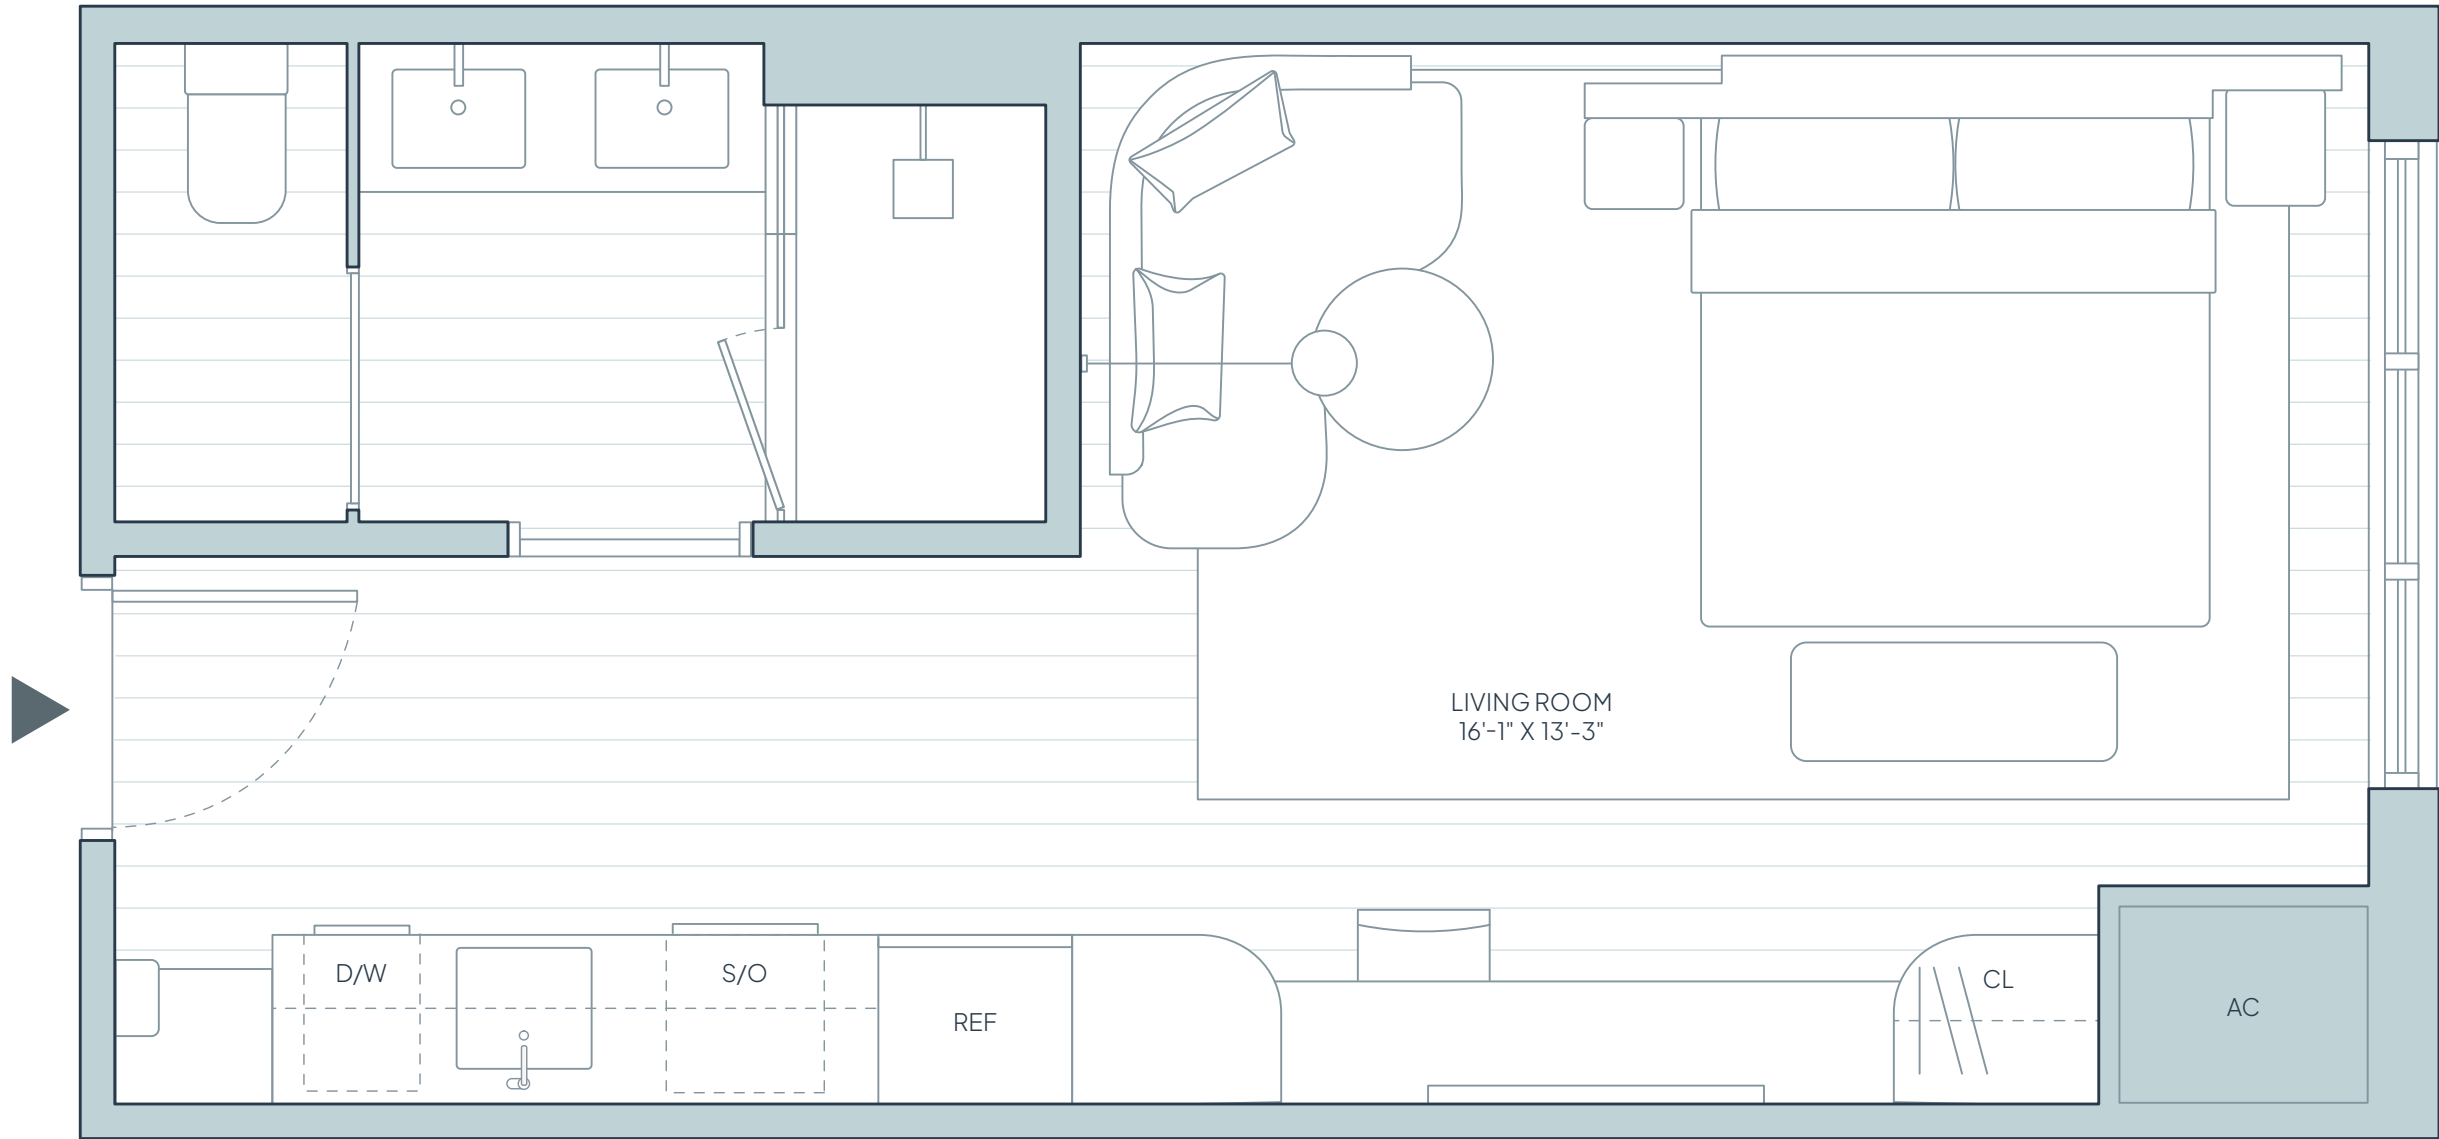 LIVING ROOM
16'-1" X 13'-3"
D/W
S/O
REF
CL
AC